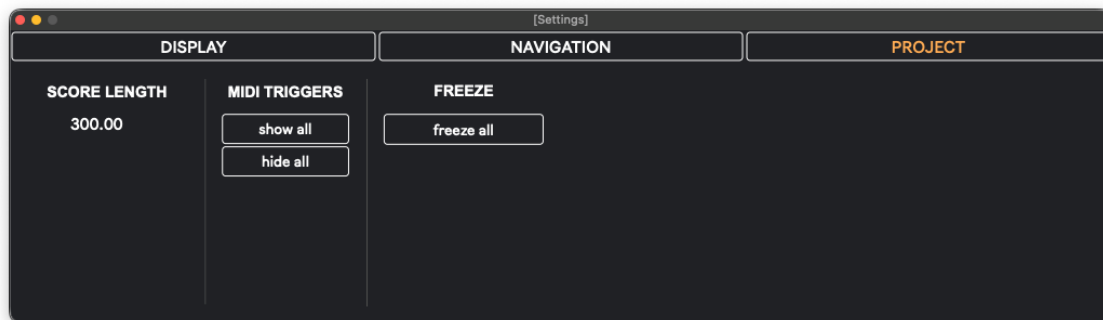 [Settings]
DISPLAY
NAVIGATION
PROJECT
SCORE LENGTH
300.00
MIDI TRIGGERS
show all
hide all
FREEZE
freeze all